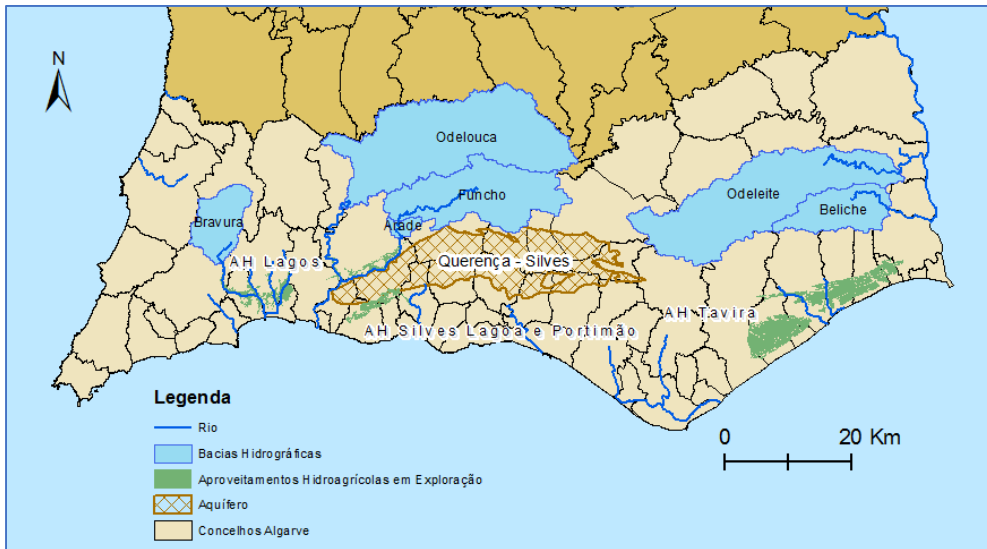 N
Odelouca
Funcho
Odeleite
Beliche
Bravura
Arade
AH Lagos
Querença - Silves
AH Tavira
AH Silves Lagoa e Portimão
Legenda
Rio
Bacias Hidrográficas
Aproveitamentos Hidroagrícolas em Exploração
Aquífero
Concelhos Algarve
0 20 Km